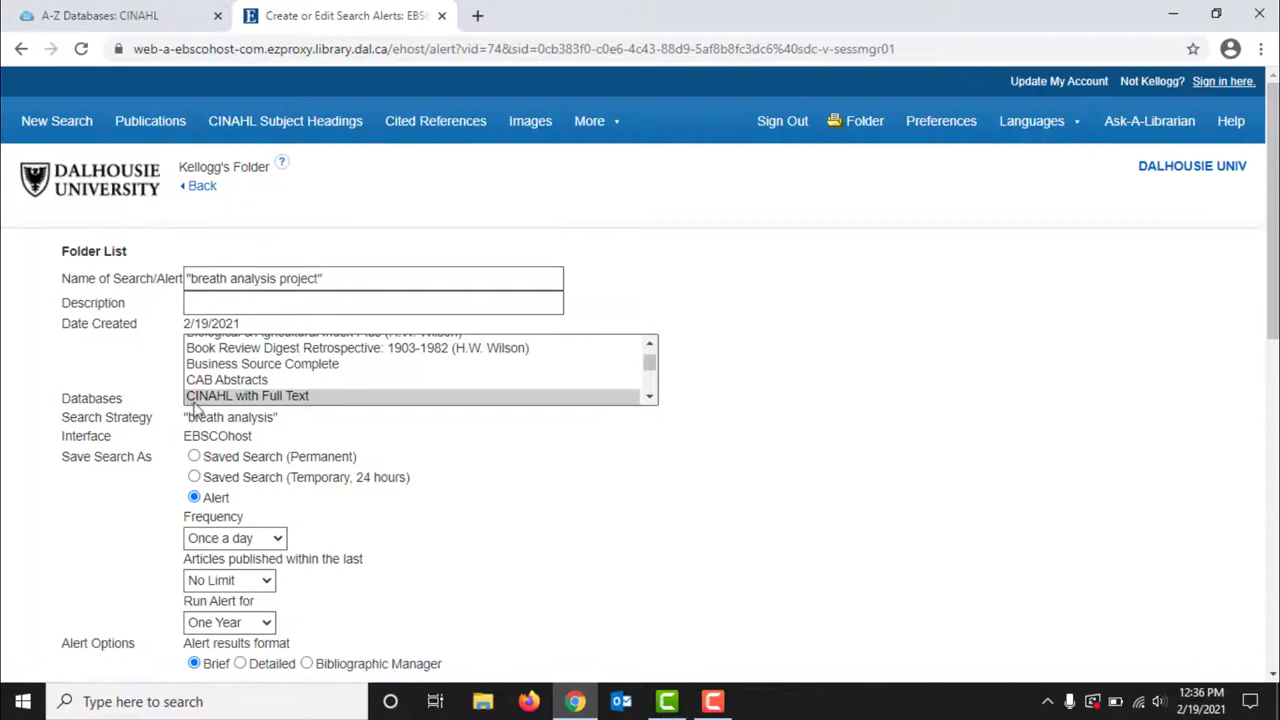 A-Z Databases: CINAHL
Create or Edit Search Alerts: EBS
web-a-ebscohost-com.ezproxy.library.dal.ca/ehost/alert?vid=74&sid=0cb383f0-c0e6-4c43-88d9-5af8b8fc3dc6%40sdc-v-sessmgr01
Update My Account Not Kellogg? Sign in here.
New Search Publications CINAHL Subject Headings Cited References Images More Sign Out Folder Preferences Languages Ask-A-Librarian Help
DALHOUSIE UNIVERSITY
Kellogg's Folder ?
Back
DALHOUSIE UNIV
Folder List
Name of Search/Alert "breath analysis project"
Description
Date Created 2/19/2021
Biological & Agricultural Index Plus (H.W. Wilson)
Book Review Digest Retrospective: 1903-1982 (H.W. Wilson)
Business Source Complete
CAB Abstracts
CINAHL with Full Text
Databases
Search Strategy "breath analysis"
Interface EBSCOhost
Save Search As Saved Search (Permanent)
Saved Search (Temporary, 24 hours)
Alert
Frequency
Once a day
Articles published within the last
No Limit
Run Alert for
One Year
Alert Options Alert results format
Brief Detailed Bibliographic Manager
Type here to search
12:36 PM
2/19/2021